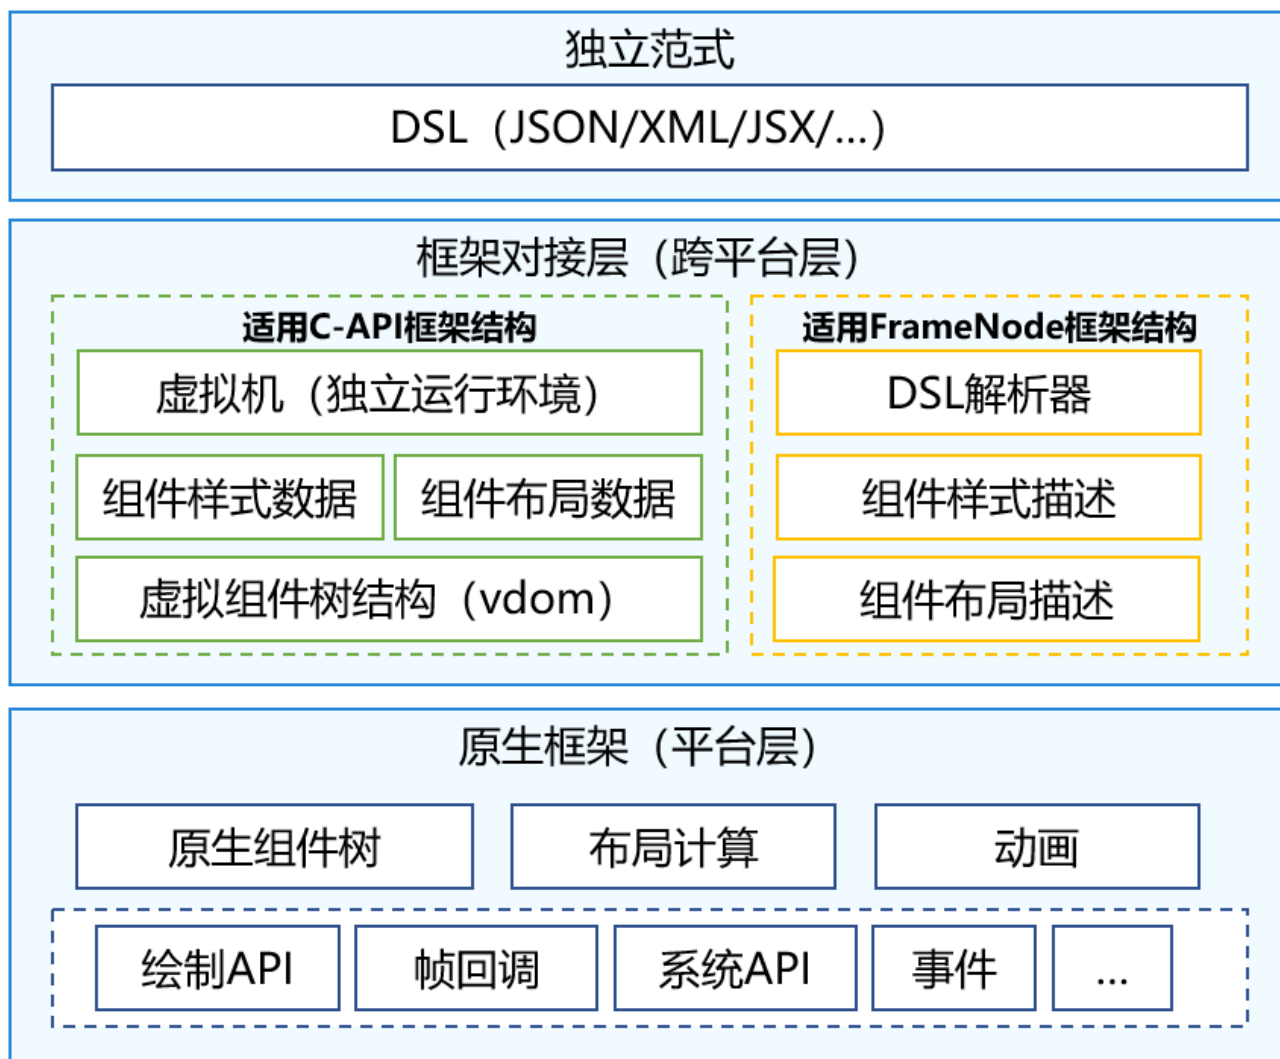 独立范式
DSL（JSON/XML/JSX/...）
框架对接层（跨平台层）
适用C-API框架结构
虚拟机（独立运行环境）
组件样式数据
组件布局数据
虚拟组件树结构（vdom）
适用FrameNode框架结构
DSL解析器
组件样式描述
组件布局描述
原生框架（平台层）
原生组件树
布局计算
动画
绘制API
帧回调
系统API
事件
...